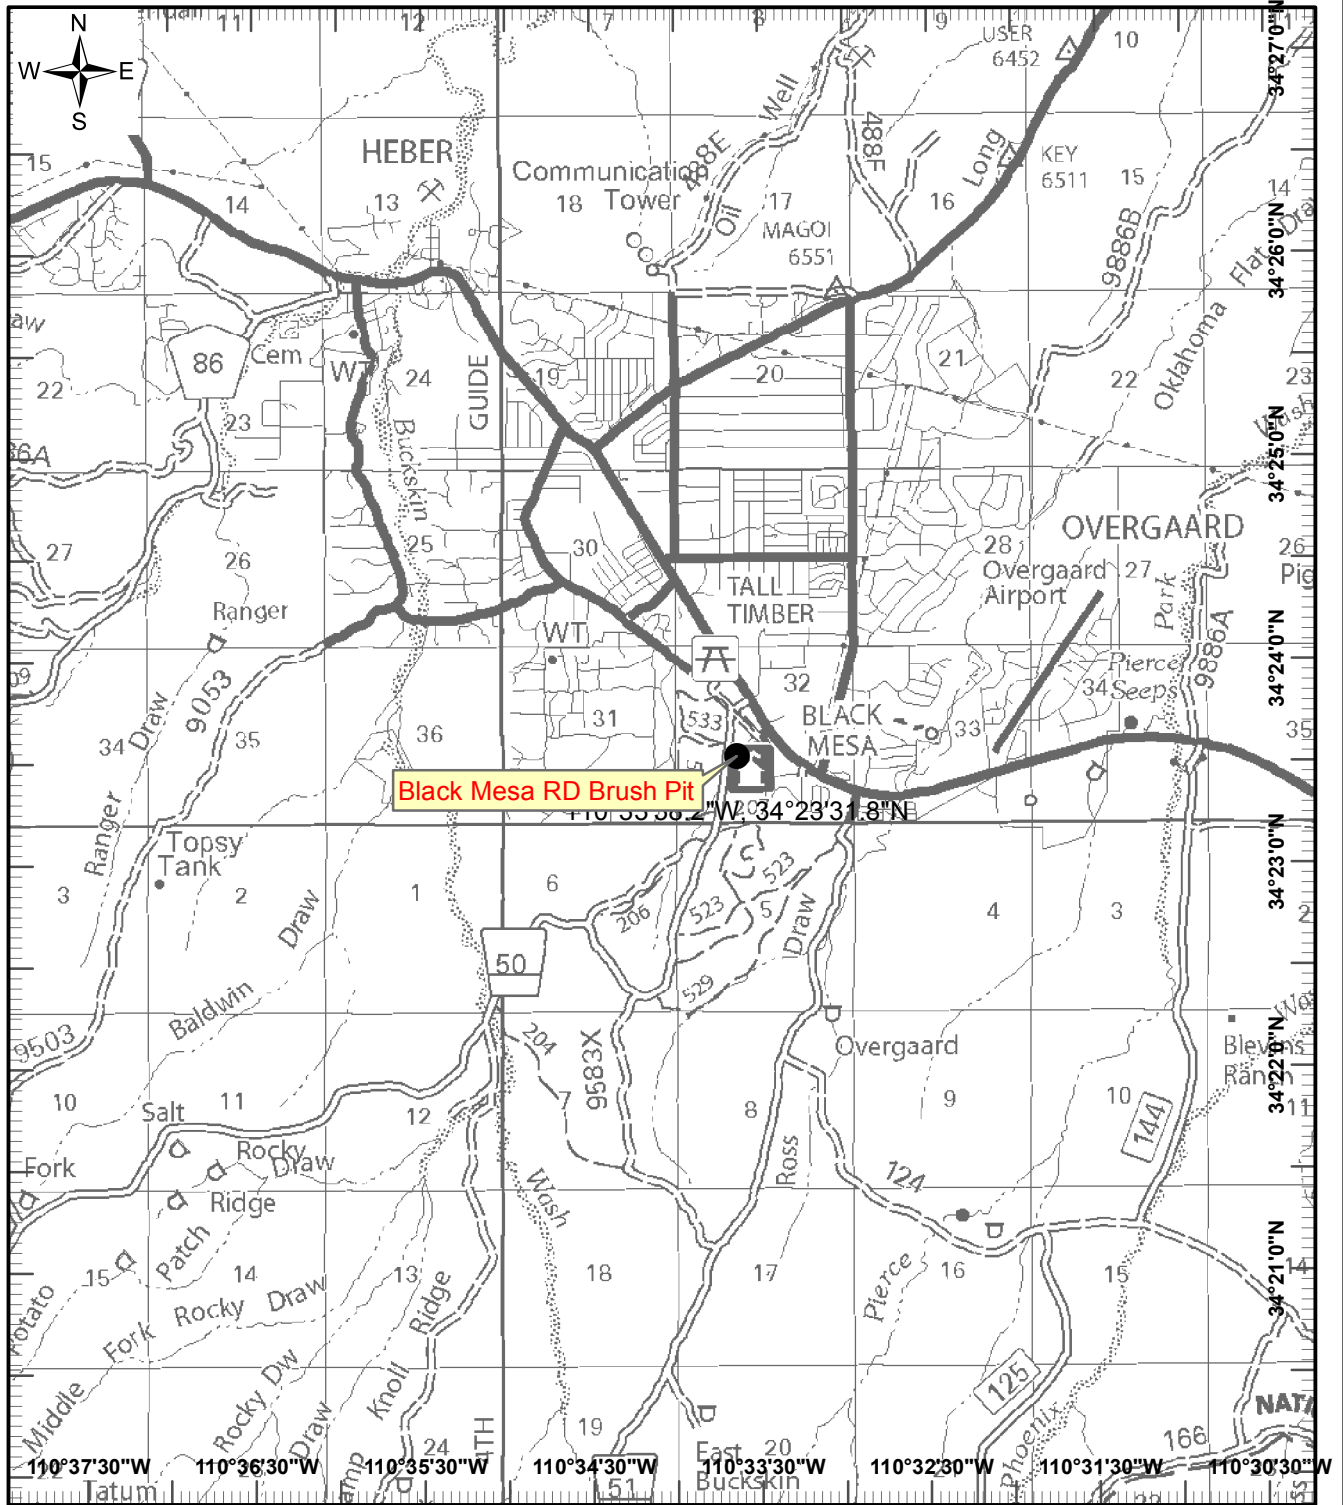 11
12
7
8
9
10
11
N
W
E
S
USER
6452
34°27'0"N
15
HEBER
Well
488E
488F
Long
KEY
6511
15
14
14
13
Communication
Tower
18
17
Oil
MAGOI
6551
16
9886B
Flat
34°26'0"N
86
Cem
WT
24
GUIDE
19
20
21
22
Oklahoma
23
22
23
Wash
34°25'0"N
Buckskin
27
26
25
30
28
OVERGAARD
27
26
Overgaard
Airport
Ranger
TALL
TIMBER
Park
9886A
34°24'0"N
WT
32
Pierce
Seeps
34
9053
Draw
34
35
36
31
533
BLACK
MESA
33
35
Black Mesa RD Brush Pit
"W, 34°23'31.8"N
Ranger
Topsy
Tank
34°23'0"N
3
2
1
6
206
523
523
5
4
3
2
Draw
Draw
50
529
Baldwin
9503
204
9583X
Overgaard
Blevins
Ranch
34°22'0"N
10
11
12
7
8
9
10
11
Salt
144
Rocky
Draw
Fork
Ridge
Wash
Ross
124
Patch
15
14
13
18
17
16
15
14
34°21'0"N
Rocky
Draw
Fork
Ridge
Pierce
Middle
Rocky Dw
Draw
Knoll
125
Phoenix
24
19
20
166
4TH
East
Buckskin
51
110°37'30"W
110°36'30"W
110°35'30"W
110°34'30"W
110°33'30"W
110°32'30"W
110°31'30"W
110°30'30"W
Tatum